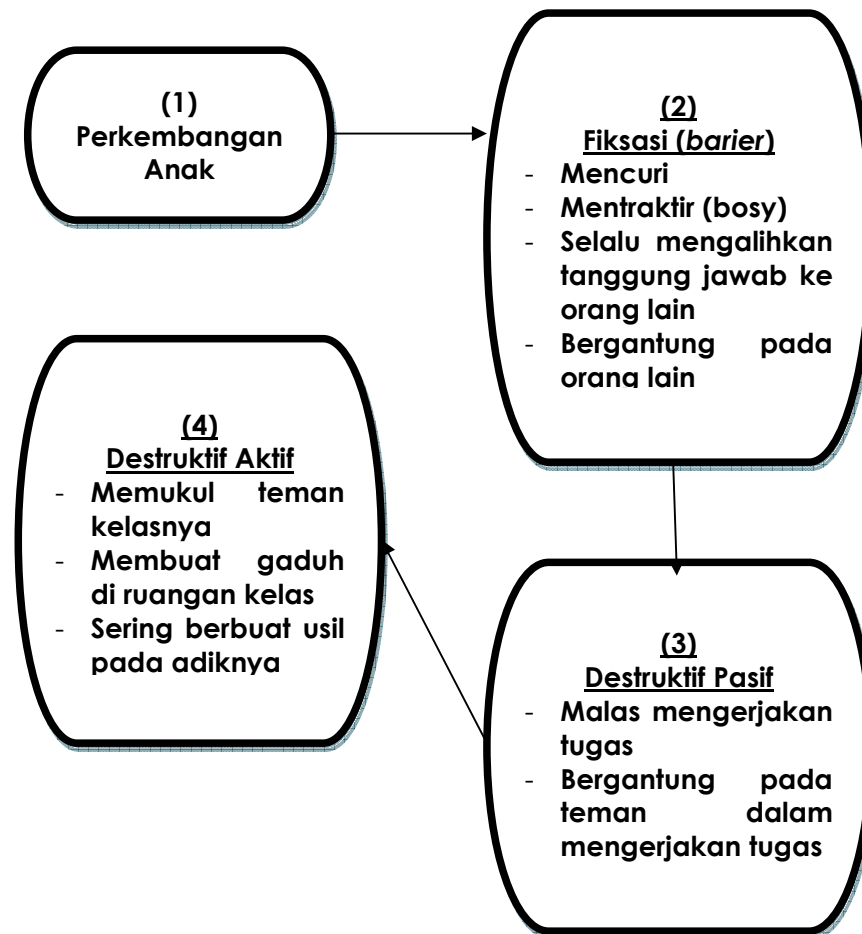 (1)
Perkembangan
Anak
(2)
Fiksasi (barier)
- Mencuri
- Mentraktir (bosy)
- Selalu mengalihkan
tanggung jawab ke
orang lain
- Bergantung pada
orang lain
(3)
Destruktif Pasif
- Malas mengerjakan
tugas
- Bergantung pada
teman dalam
mengerjakan tugas
(4)
Destruktif Aktif
- Memukul teman
kelasnya
- Membuat gaduh
di ruangan kelas
- Sering berbuat usil
pada adiknya